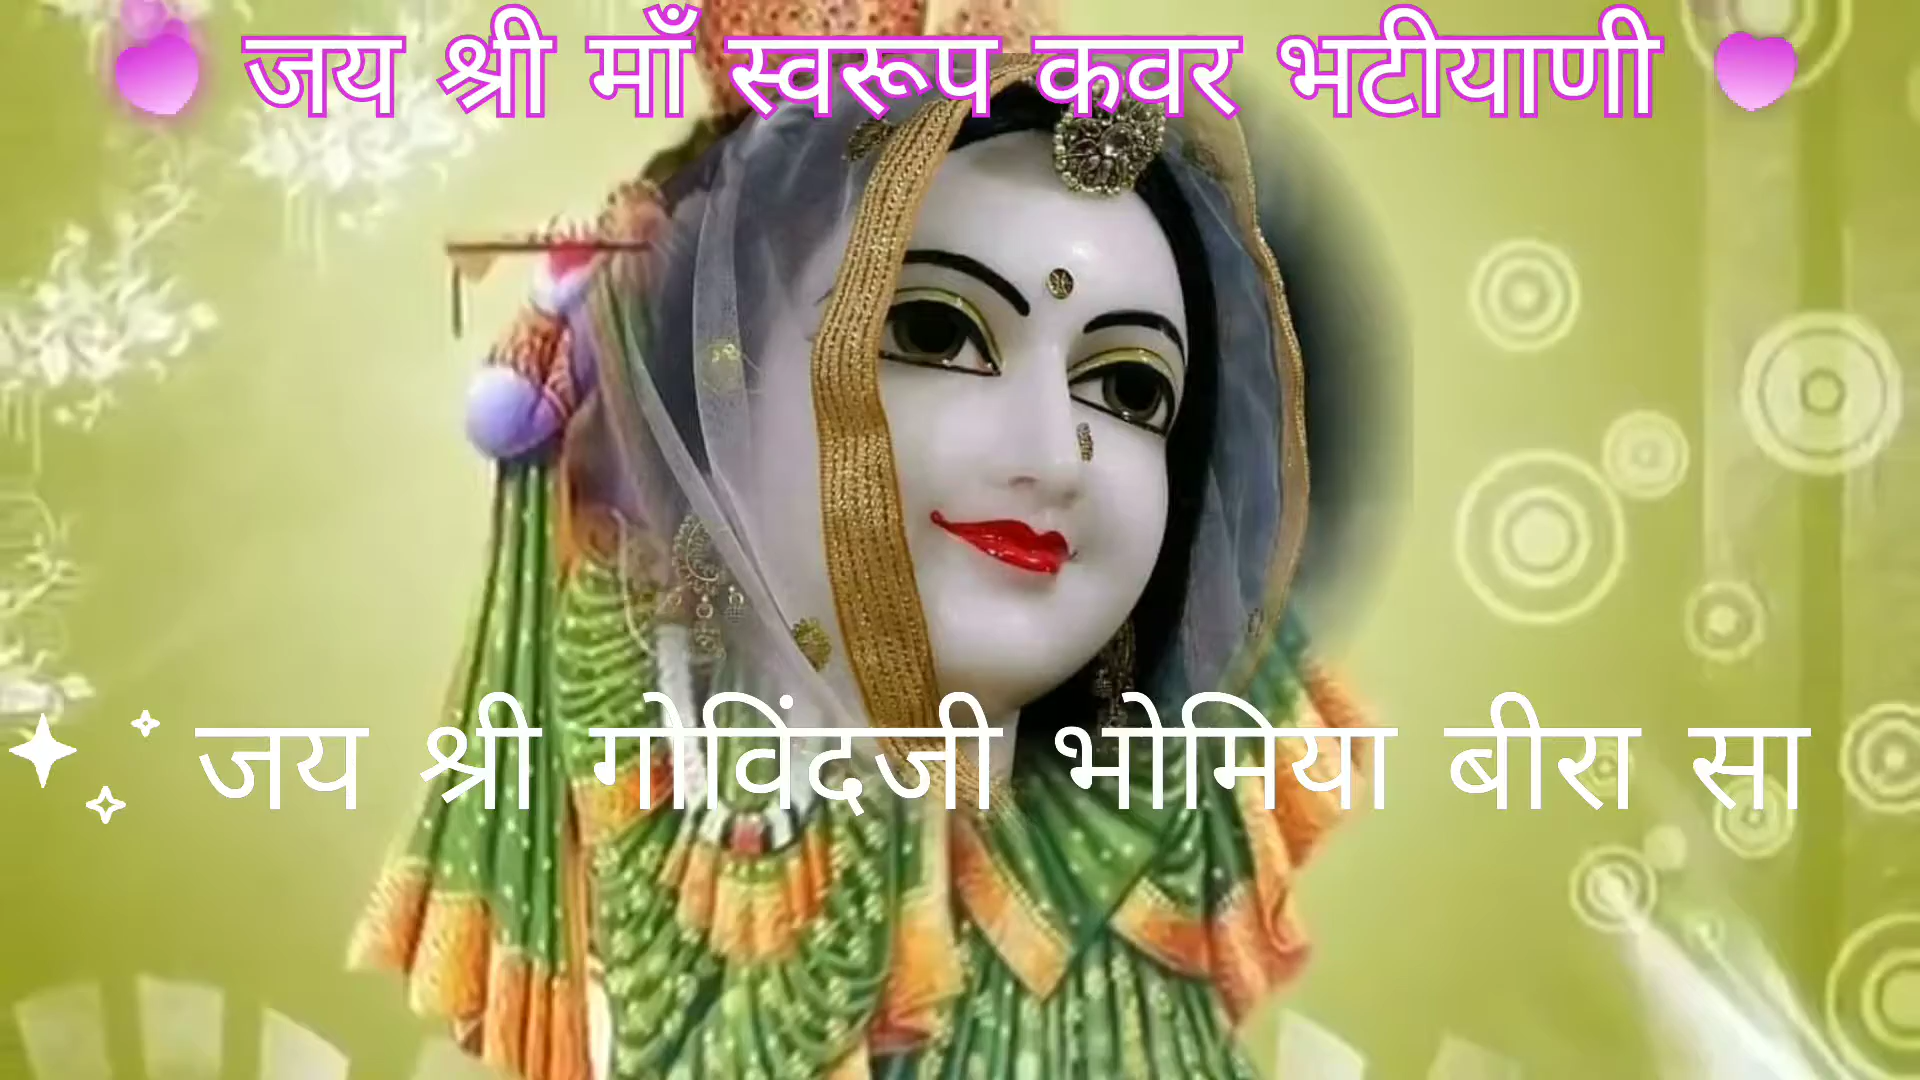 जय श्री माँ स्वरूप कवर भटीयाणी
जय श्री गोविंदजी भोमिया बीरा सा